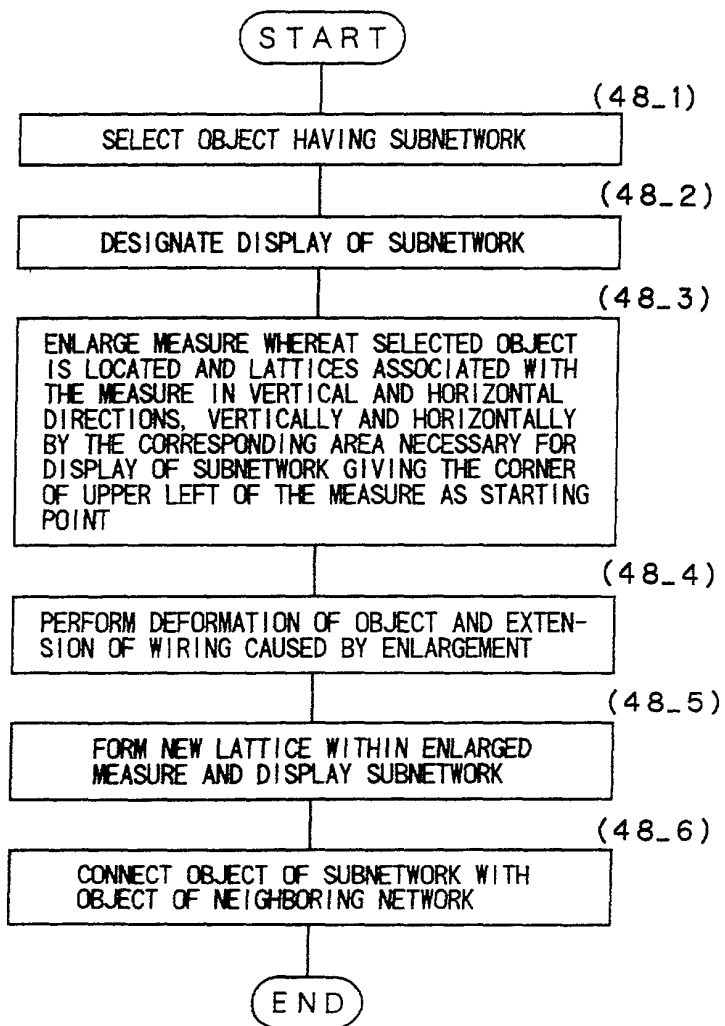 START
(48_1)
SELECT OBJECT HAVING SUBNETWORK
(48_2)
DESIGNATE DISPLAY OF SUBNETWORK
(48_3)
ENLARGE MEASURE WHEREAT SELECTED OBJECT
IS LOCATED AND LATTICES ASSOCIATED WITH
THE MEASURE IN VERTICAL AND HORIZONTAL
DIRECTIONS, VERTICALLY AND HORIZONTALLY
BY THE CORRESPONDING AREA NECESSARY FOR
DISPLAY OF SUBNETWORK GIVING THE CORNER
OF UPPER LEFT OF THE MEASURE AS STARTING
POINT
(48_4)
PERFORM DEFORMATION OF OBJECT AND EXTEN-
SION OF WIRING CAUSED BY ENLARGEMENT
(48_5)
FORM NEW LATTICE WITHIN ENLARGED
MEASURE AND DISPLAY SUBNETWORK
(48_6)
CONNECT OBJECT OF SUBNETWORK WITH
OBJECT OF NEIGHBORING NETWORK
END